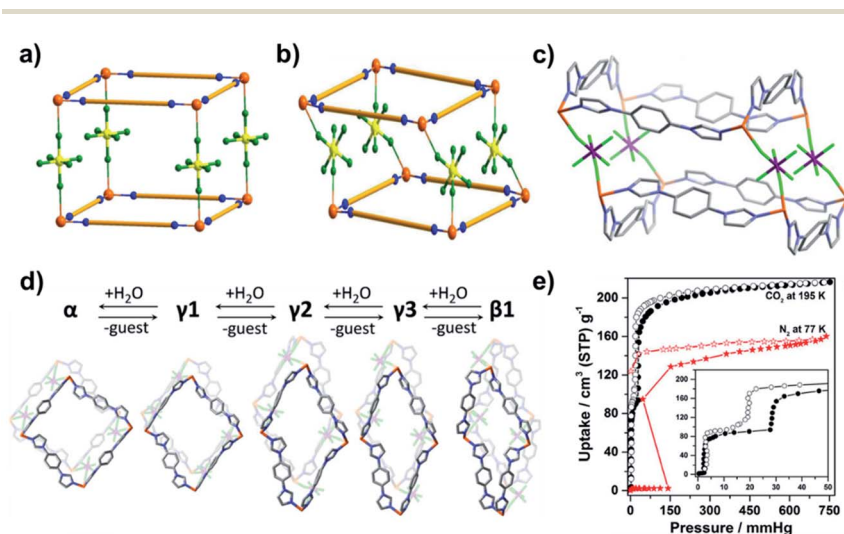 a)
b)
c)
d)
+H₂O +H₂O +H₂O +H₂O
α γ1 γ2 γ3 β1
-guest -guest -guest -guest
e)
200
160
120
80
40
0
Uptake / cm³ (STP) g⁻¹
CO₂ at 195 K
N₂ at 77 K
200
160
120
80
40
0
0 10 20 30 40 50
0 150 300 450 600 750
Pressure / mmHg